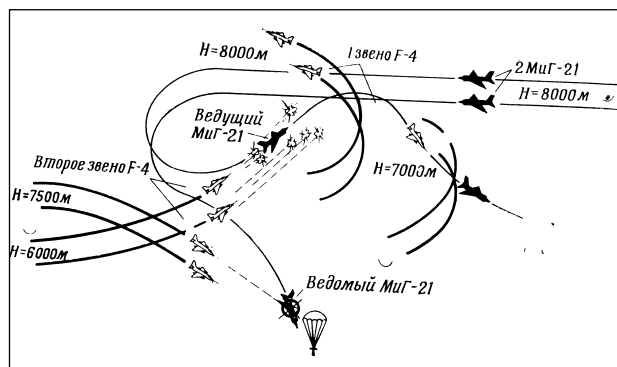 H=8000м
1 звено F-4
2 МиГ-21
H=8000м
Ведущий
МиГ-21
H=7000м
Второе звено F-4
H=7500м
H=6000м
Ведомый МиГ-21